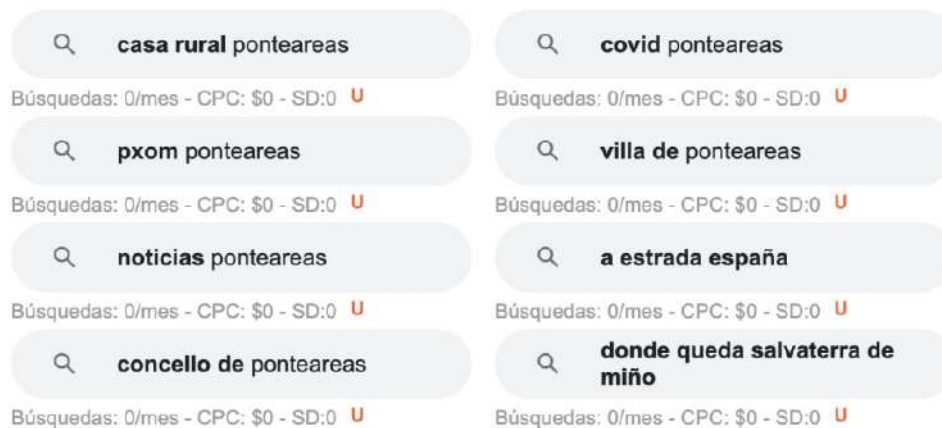 casa rural ponteareas
Búsquedas: 0/mes - CPC: $0 - SD:0 U
pxom ponteareas
Búsquedas: 0/mes - CPC: $0 - SD:0 U
noticias ponteareas
Búsquedas: 0/mes - CPC: $0 - SD:0 U
concello de ponteareas
Búsquedas: 0/mes - CPC: $0 - SD:0 U
covid ponteareas
Búsquedas: 0/mes - CPC: $0 - SD:0 U
villa de ponteareas
Búsquedas: 0/mes - CPC: $0 - SD:0 U
a estrada españa
Búsquedas: 0/mes - CPC: $0 - SD:0 U
donde queda salvaterra de
miño
Búsquedas: 0/mes - CPC: $0 - SD:0 U